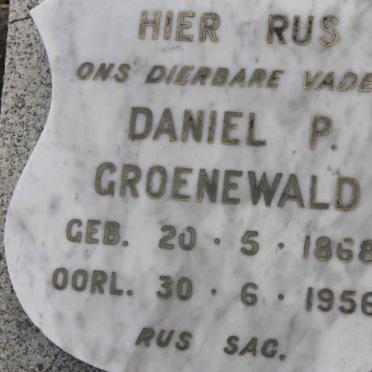 HIER RUS
ONS DIERBARE VADE
DANIEL P.
GROENEWALD
GEB. 20 · 5 · 1868
OORL. 30 · 6 · 1956
RUS SAG.